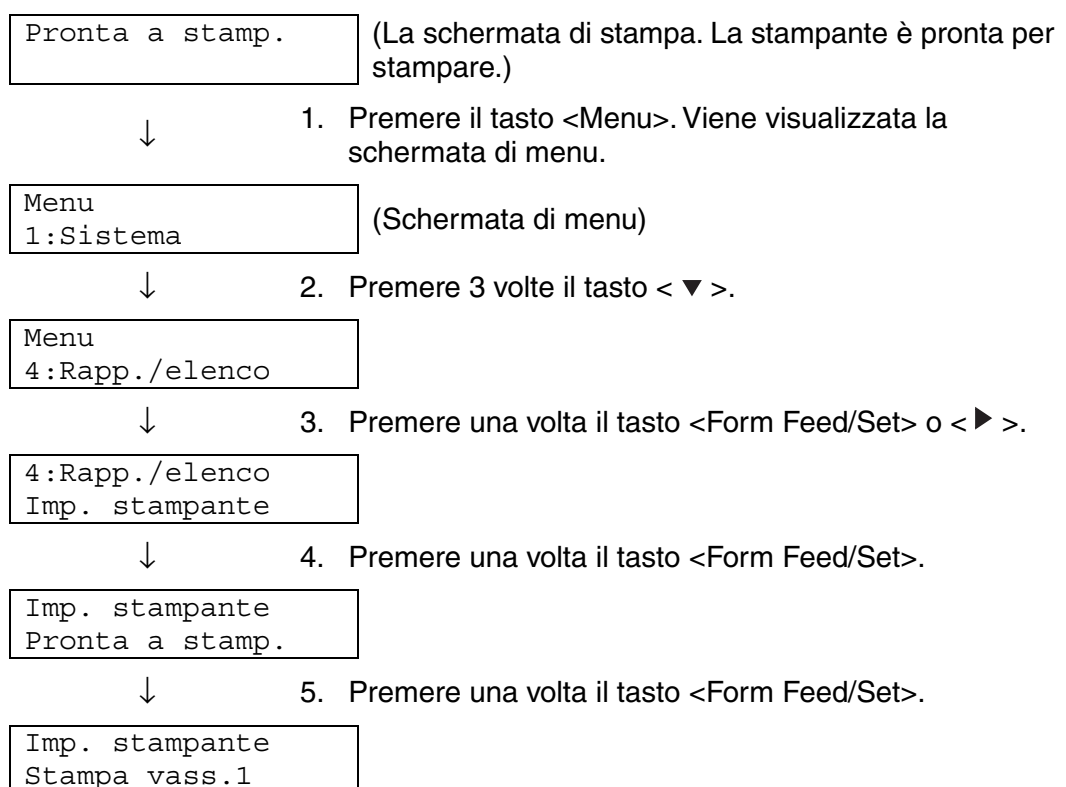 Pronta a stamp.
(La schermata di stampa. La stampante è pronta per
stampare.)
↓
1. Premere il tasto <Menu>. Viene visualizzata la
schermata di menu.
Menu
1:Sistema
(Schermata di menu)
↓
2. Premere 3 volte il tasto < ▼ >.
Menu
4:Rapp./elenco
↓
3. Premere una volta il tasto <Form Feed/Set> o < ▶ >.
4:Rapp./elenco
Imp. stampante
↓
4. Premere una volta il tasto <Form Feed/Set>.
Imp. stampante
Pronta a stamp.
↓
5. Premere una volta il tasto <Form Feed/Set>.
Imp. stampante
Stampa vass.1